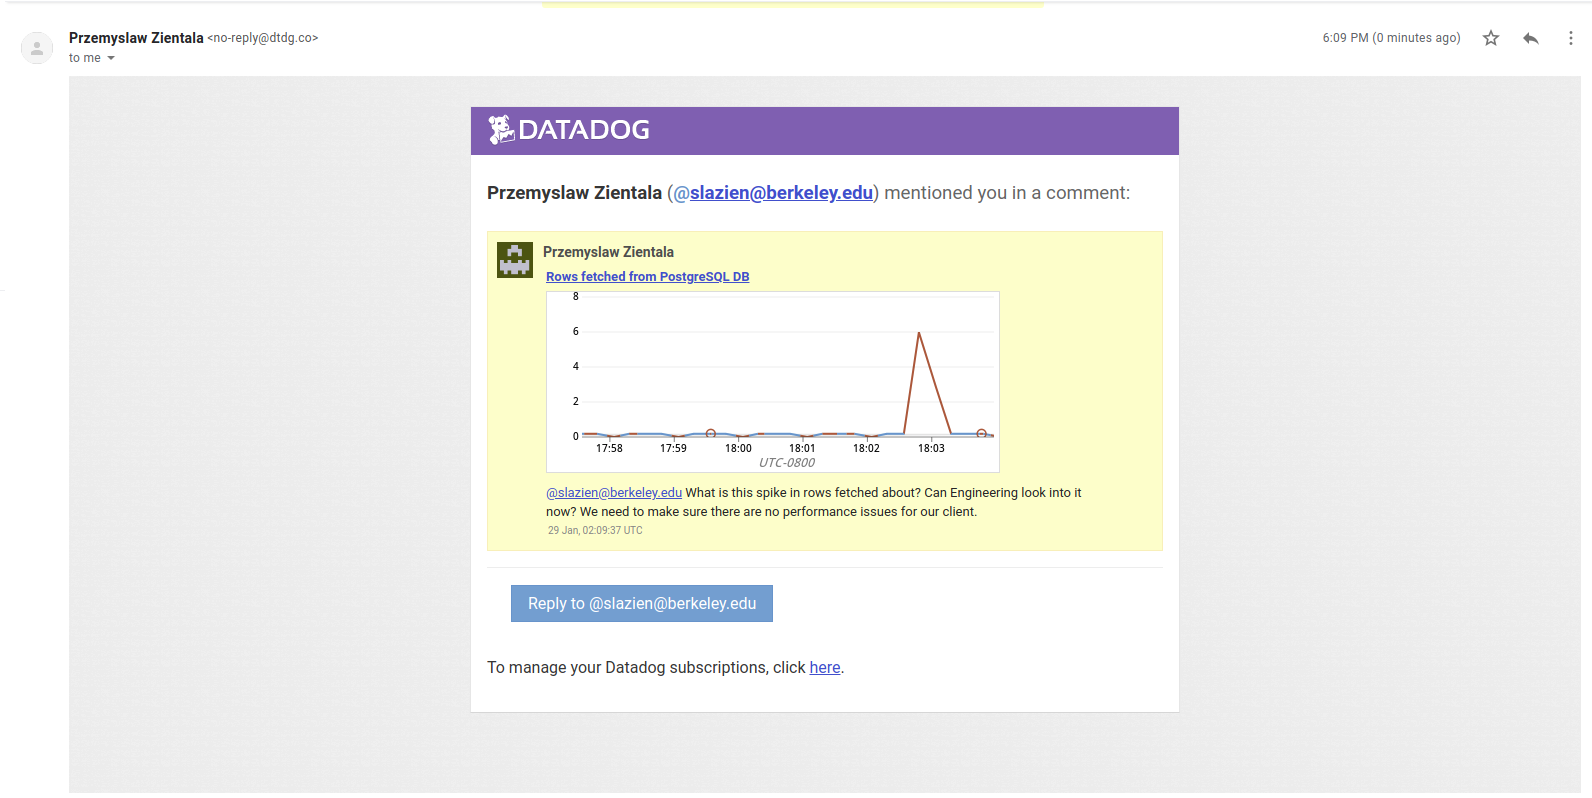 Przemyslaw Zientala <no-reply@dtdg.co>
6:09 PM (0 minutes ago)
to me
DATADOG
Przemyslaw Zientala (@slazien@berkeley.edu) mentioned you in a comment:
Przemyslaw Zientala
Rows fetched from PostgreSQL DB
8
6
4
2
0
17:58 17:59 18:00 18:01 18:02 18:03
UTC-0800
@slazien@berkeley.edu What is this spike in rows fetched about? Can Engineering look into it
now? We need to make sure there are no performance issues for our client.
29 Jan, 02:09:37 UTC
Reply to @slazien@berkeley.edu
To manage your Datadog subscriptions, click here.